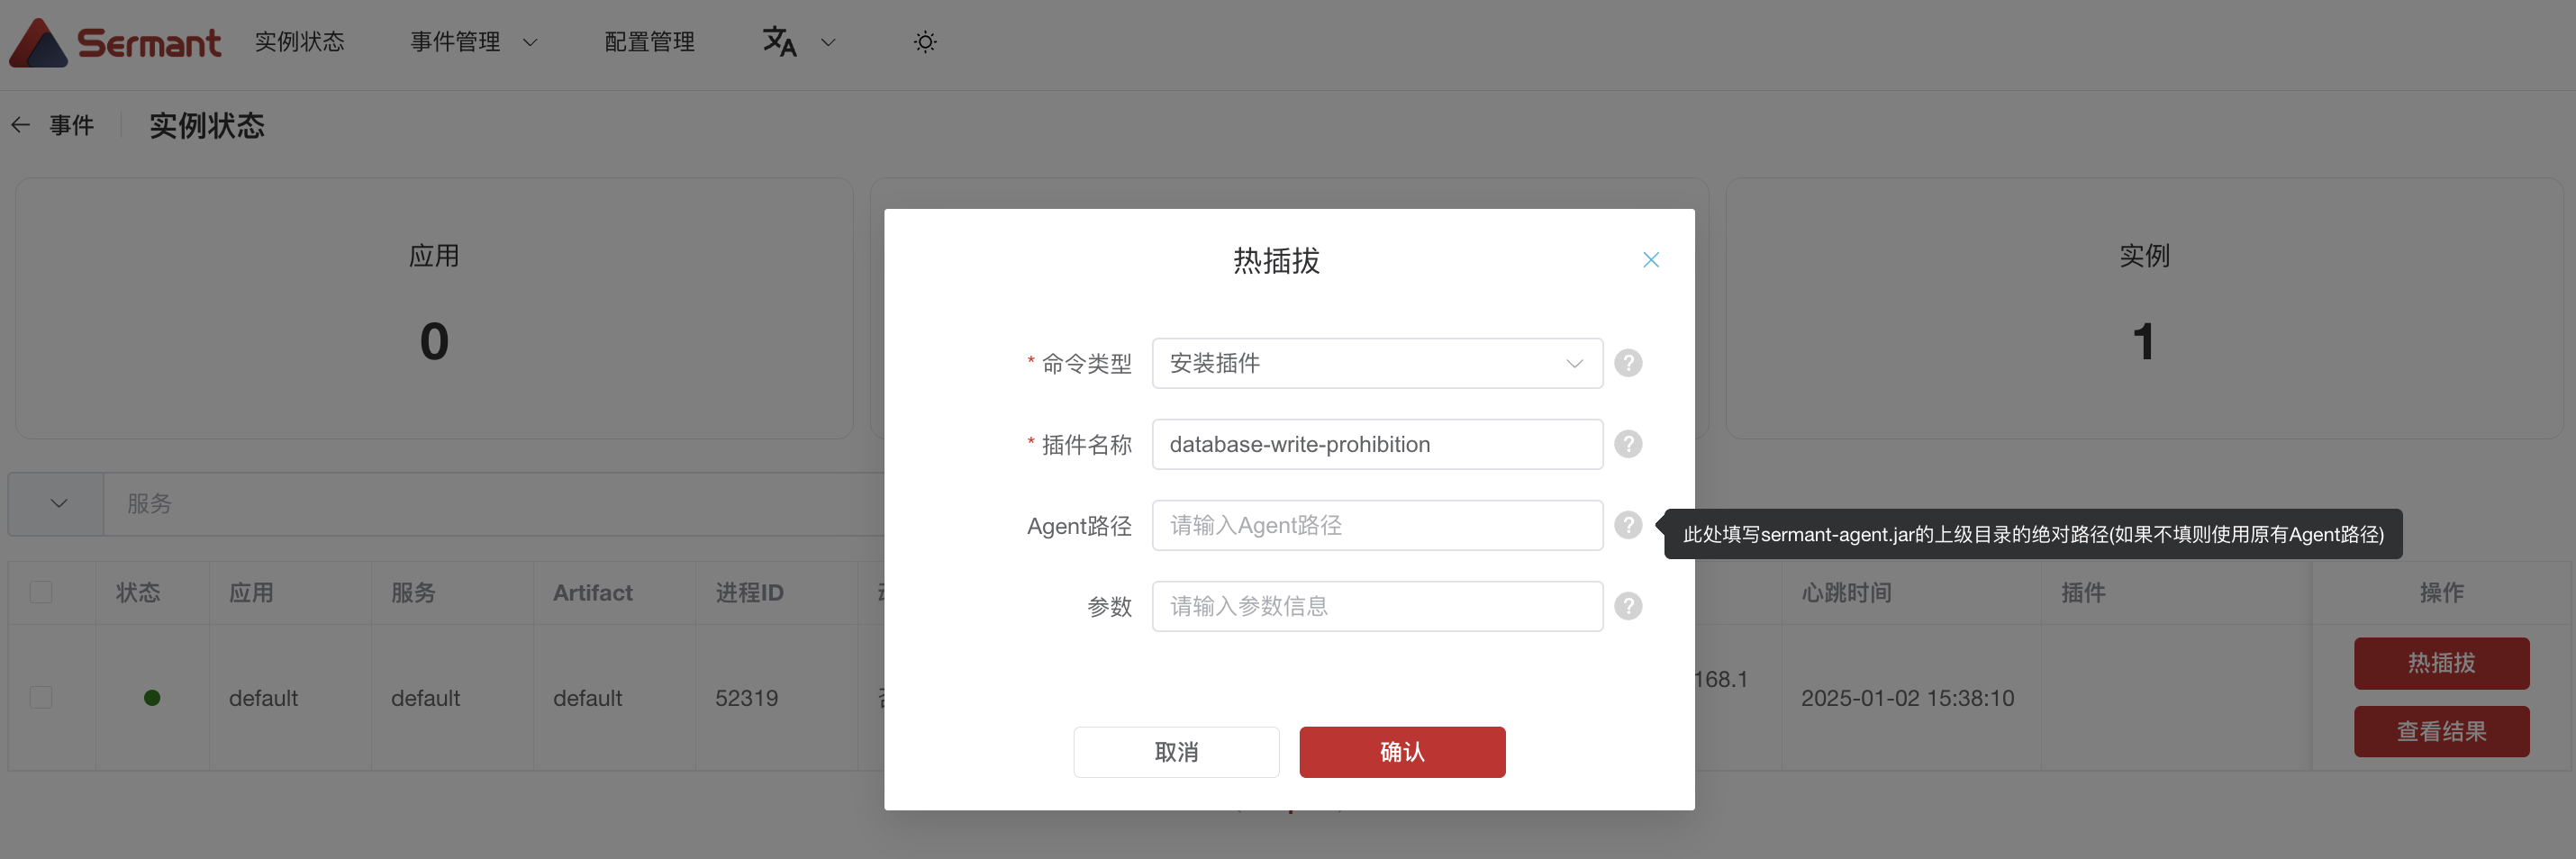 Sermant 实例状态 事件管理 配置管理
事件 实例状态
应用
0
实例
1
服务
热插拔
* 命令类型 安装插件 ?
* 插件名称 database-write-prohibition ?
Agent路径 请输入Agent路径 ?
此处填写sermant-agent.jar的上级目录的绝对路径(如果不填则使用原有Agent路径)
参数 请输入参数信息 ?
取消 确认
状态 应用 服务 Artifact 进程ID 心跳时间 插件 操作
default default default 52319 168.1 2025-01-02 15:38:10
热插拔
查看结果